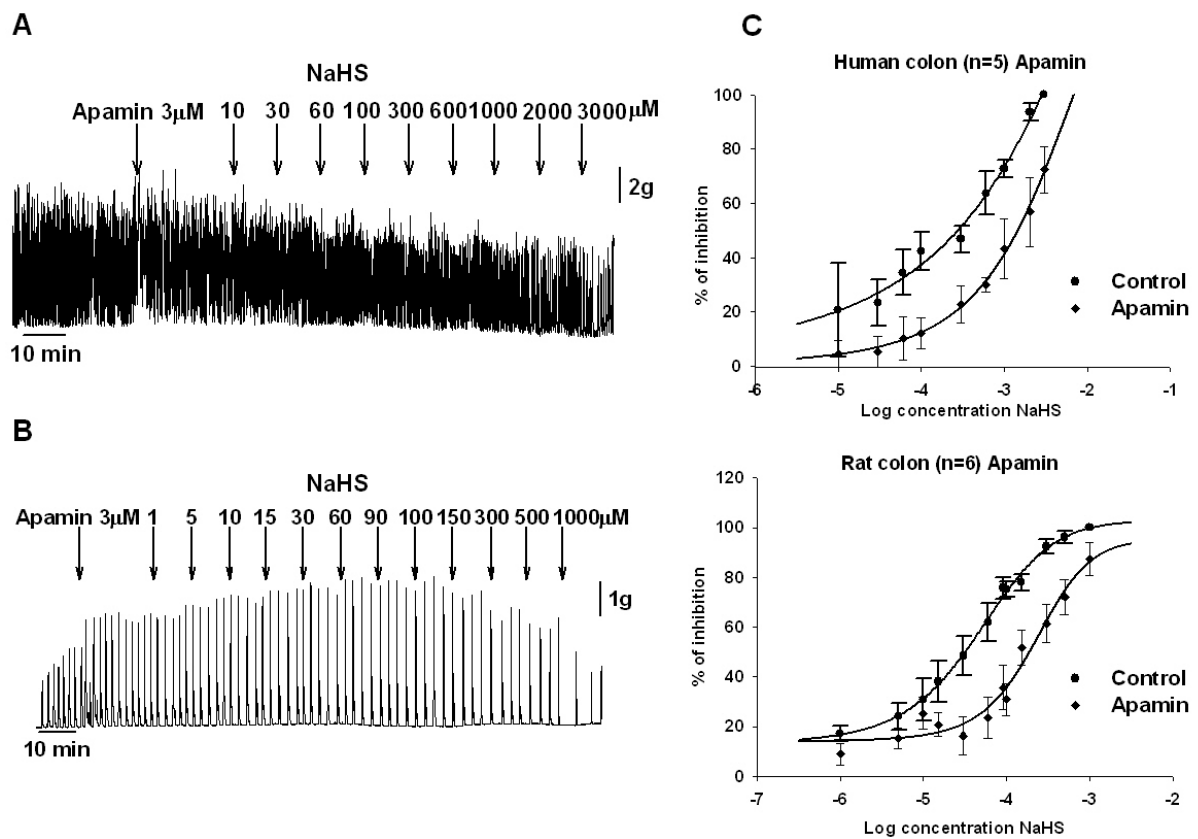 A
NaHS
Apamin 3μM 10 30 60 100 300 600 1000 2000 3000μM
2g
10 min
B
NaHS
Apamin 3μM 1 5 10 15 30 60 90 100 150 300 500 1000μM
1g
10 min
C
Human colon (n=5) Apamin
100
80
60
40
20
0
% of inhibition
Control
Apamin
-6 -5 -4 -3 -2 -1
Log concentration NaHS
Rat colon (n=6) Apamin
120
100
80
60
40
20
0
% of inhibition
Control
Apamin
-7 -6 -5 -4 -3 -2
Log concentration NaHS